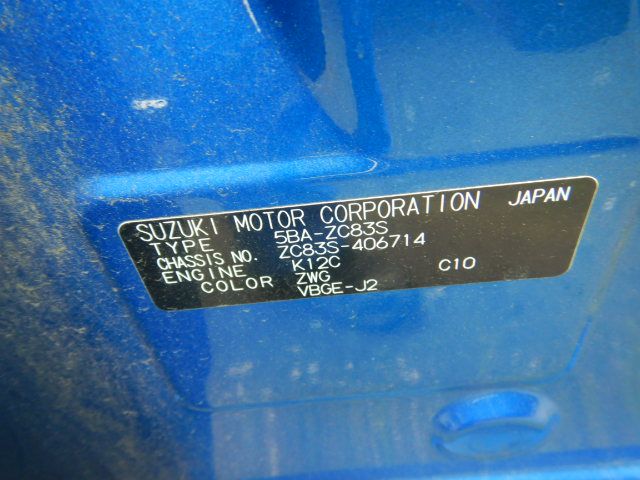 SUZUKI MOTOR CORPORATION JAPAN
TYPE 5BA-ZC83S
CHASSIS NO. ZC83S-406714
ENGINE K12C C10
COLOR ZWG
VBGE-J2